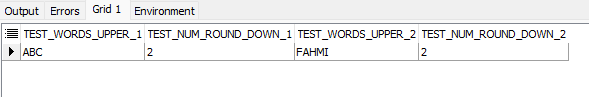 Output Errors Grid 1 Environment
TEST_WORDS_UPPER_1 TEST_NUM_ROUND_DOWN_1 TEST_WORDS_UPPER_2 TEST_NUM_ROUND_DOWN_2
ABC 2 FAHMI 2